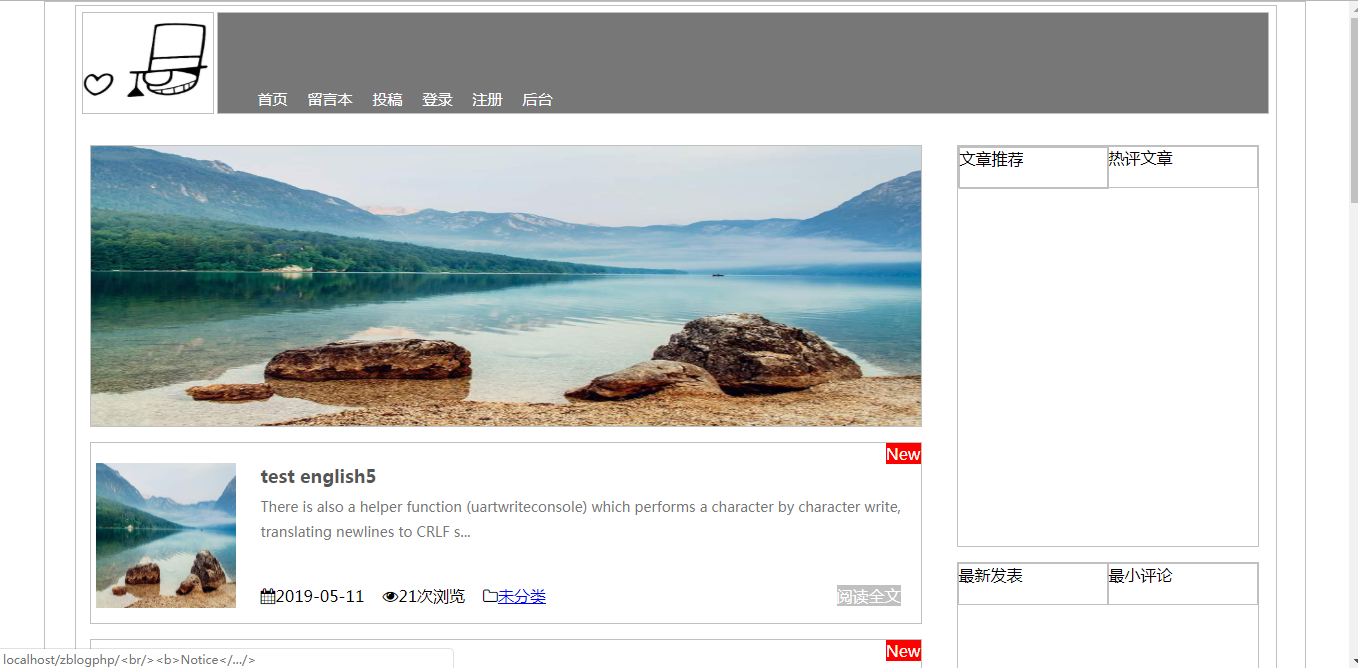 首页 留言本 投稿 登录 注册 后台
文章推荐 热评文章
New
test english5
There is also a helper function (uartwriteconsole) which performs a character by character write,
translating newlines to CRLF s...
2019-05-11 21次浏览 未分类 阅读全文
最新发表 最小评论
New
localhost/zblogphp/<br/><b>Notice</.../>